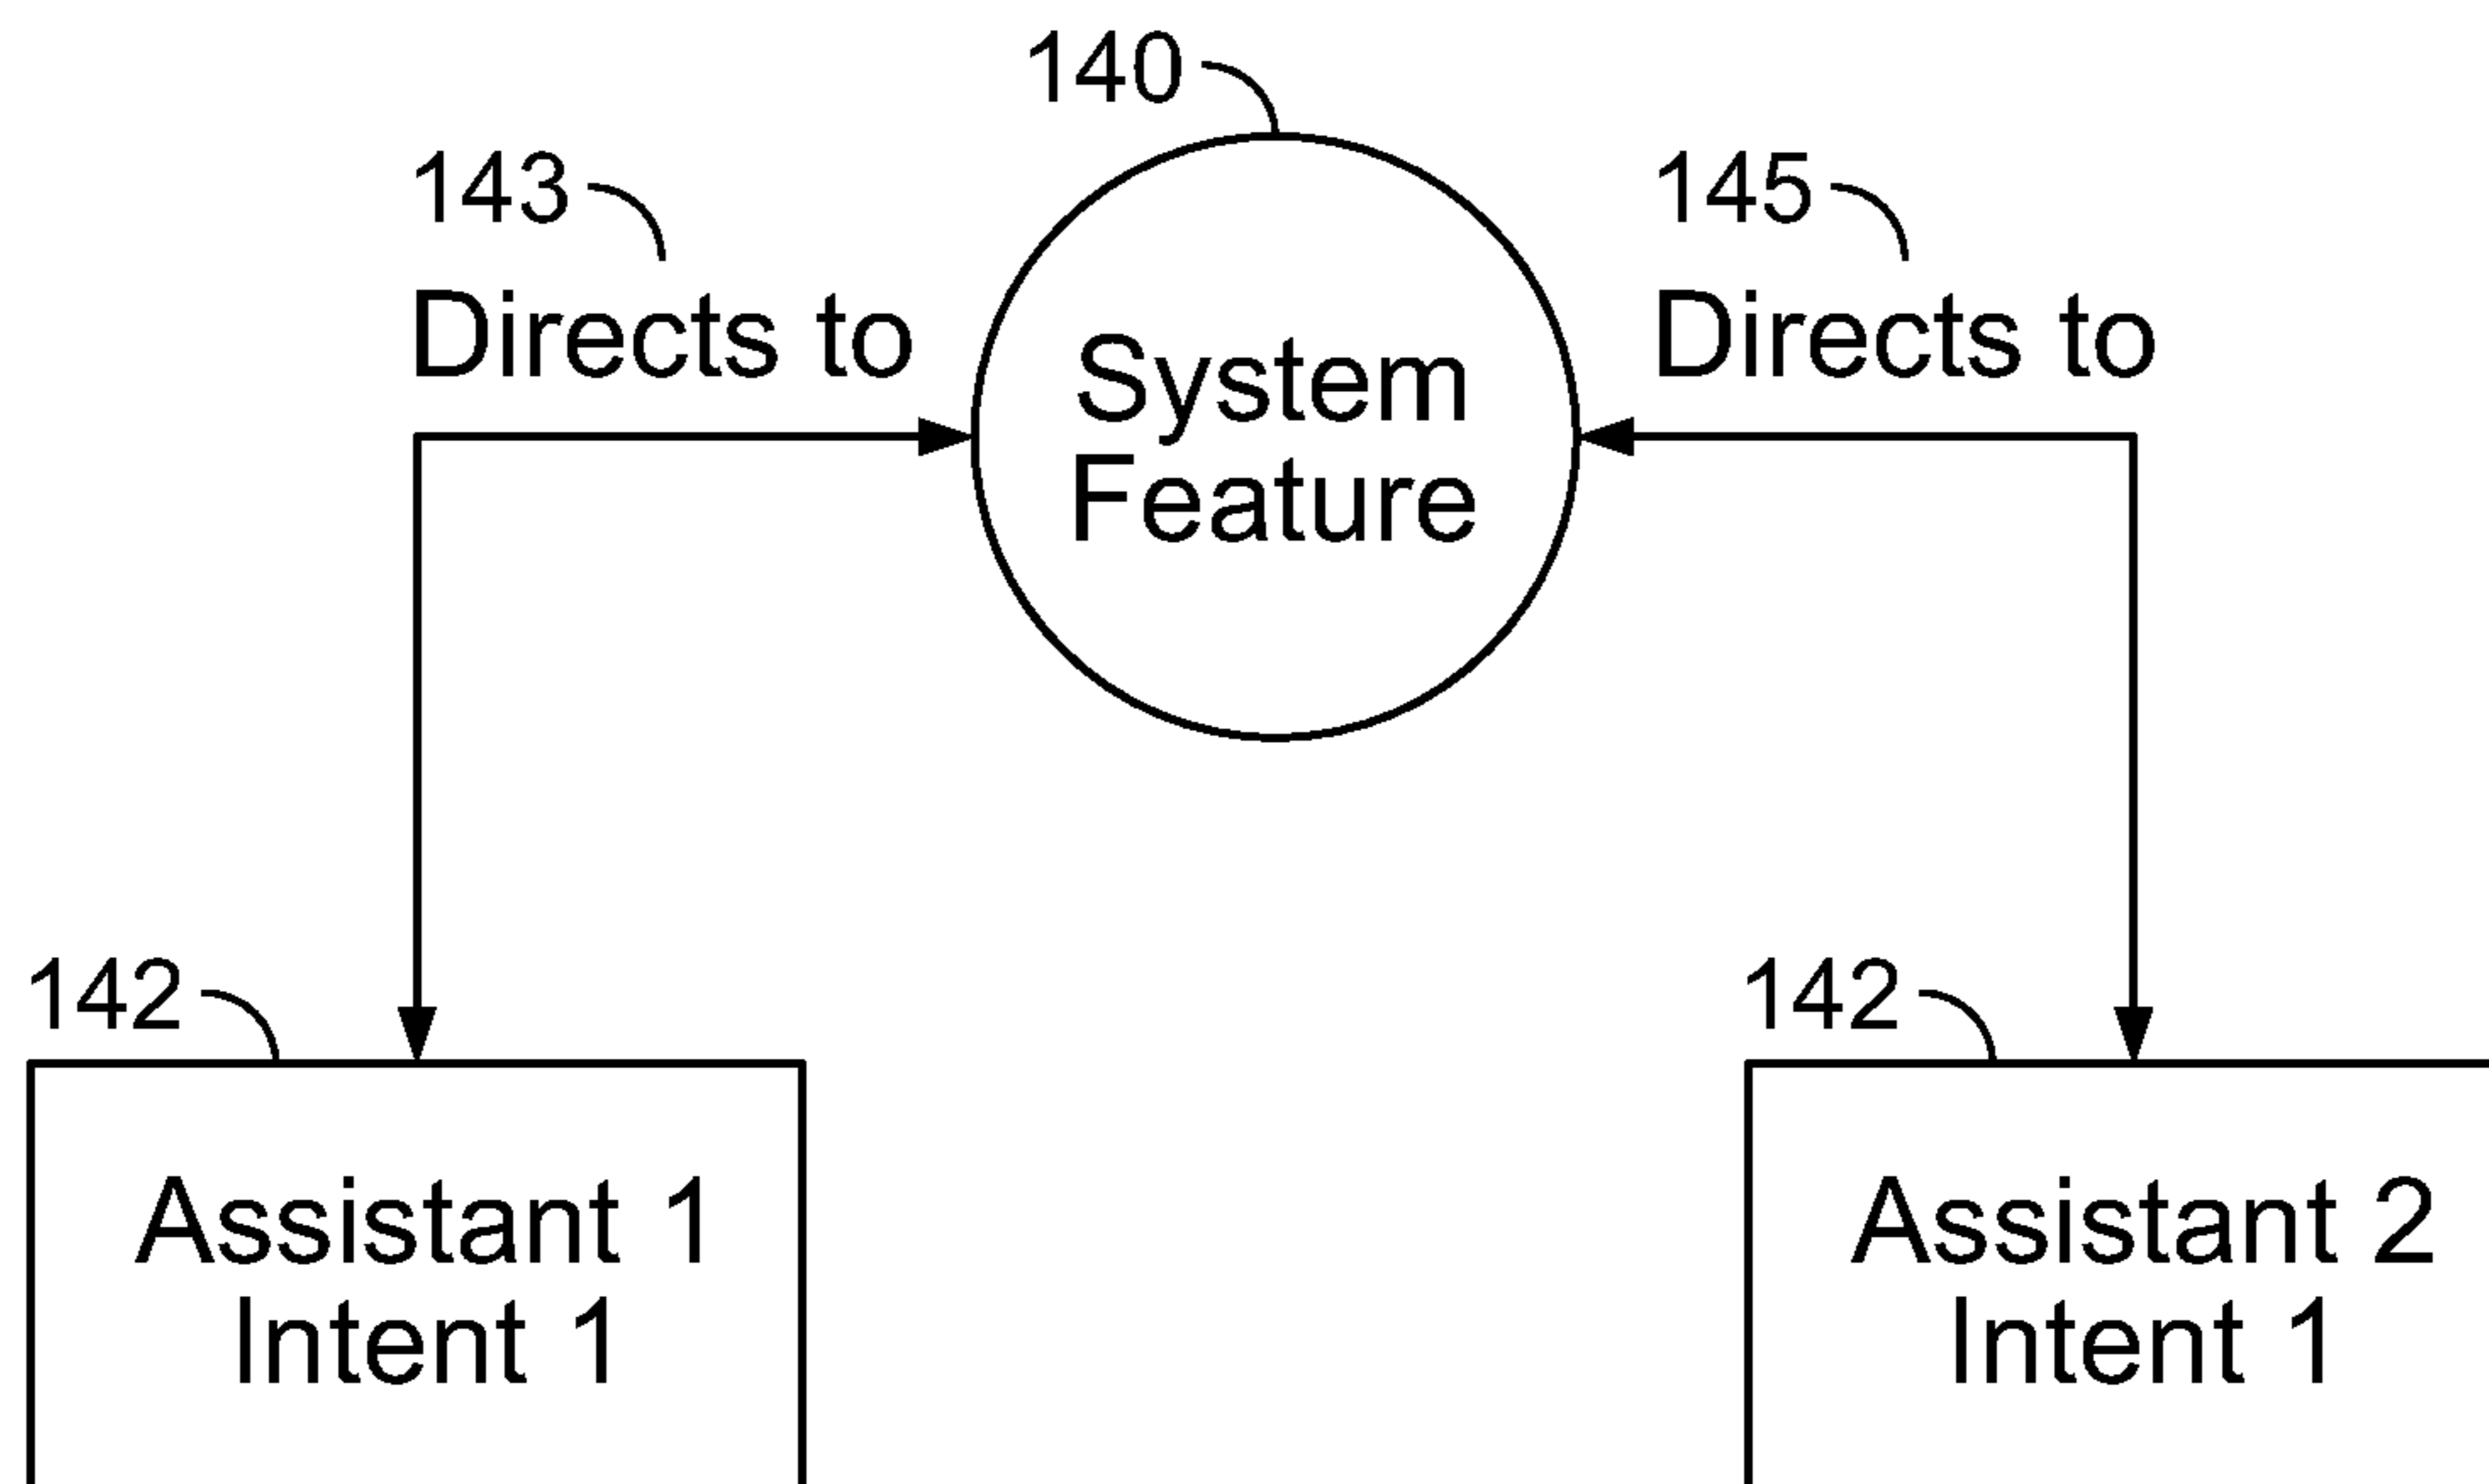 140
143
145
Directs to
Directs to
System
Feature
142
142
Assistant 1
Intent 1
Assistant 2
Intent 1